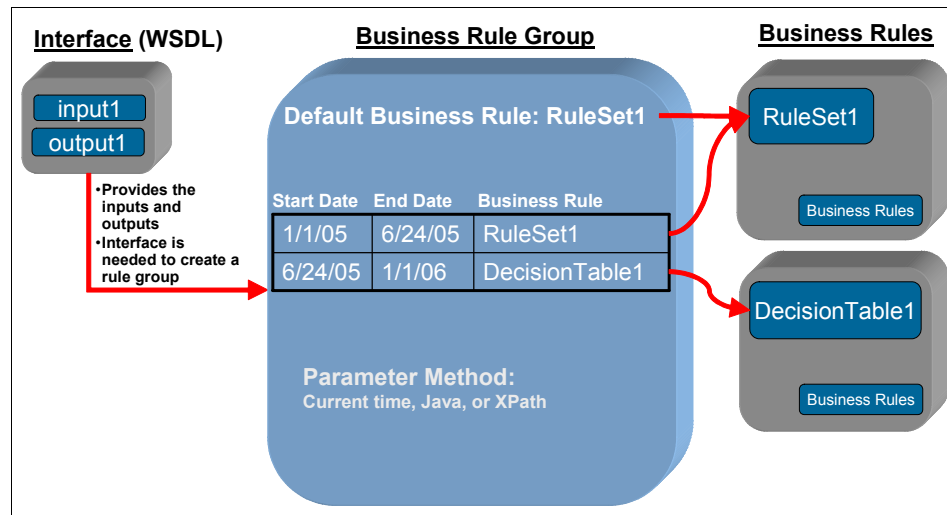 Interface (WSDL)
input1
output1
•Provides the
inputs and
outputs
•Interface is
needed to create a
rule group
Business Rule Group
Default Business Rule: RuleSet1
Start Date End Date Business Rule
1/1/05 6/24/05 RuleSet1
6/24/05 1/1/06 DecisionTable1
Parameter Method:
Current time, Java, or XPath
Business Rules
RuleSet1
Business Rules
DecisionTable1
Business Rules